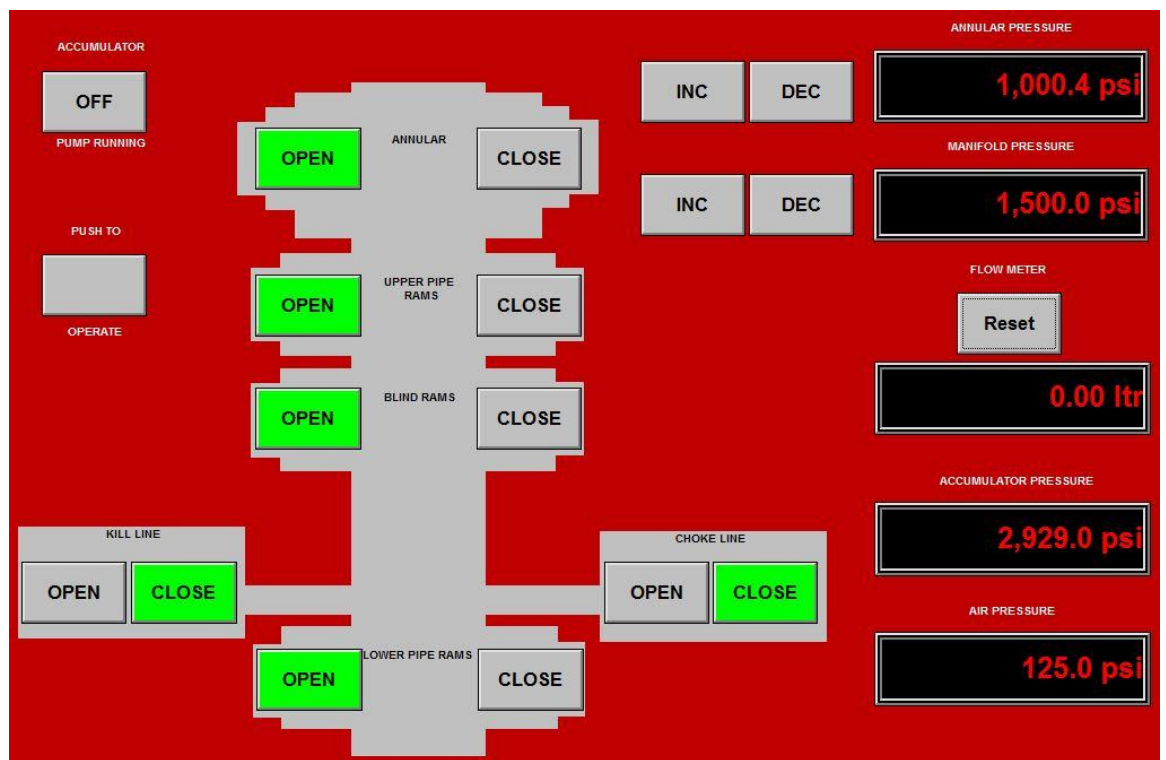 ACCUMULATOR
OFF
PUMP RUNNING
PUSH TO
OPERATE
ANNULAR
OPEN
CLOSE
UPPER PIPE
RAMS
OPEN
CLOSE
BLIND RAMS
OPEN
CLOSE
KILL LINE
OPEN
CLOSE
CHOKE LINE
OPEN
CLOSE
LOWER PIPE RAMS
OPEN
CLOSE
INC
DEC
ANNULAR PRESSURE
1,000.4 psi
INC
DEC
MANIFOLD PRESSURE
1,500.0 psi
FLOW METER
Reset
0.00 ltr
ACCUMULATOR PRESSURE
2,929.0 psi
AIR PRESSURE
125.0 psi